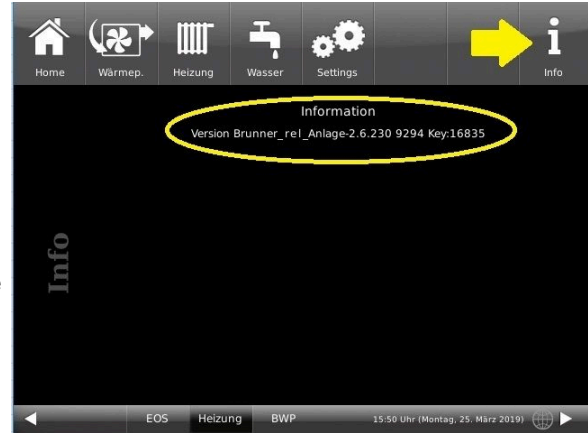 Home Wärmep. Heizung Wasser Settings Info
Information
Version Brunner_rel_Anlage-2.6.230 9294 Key:16835
Info
EOS Heizung BWP 15:50 Uhr (Montag, 25. März 2019)